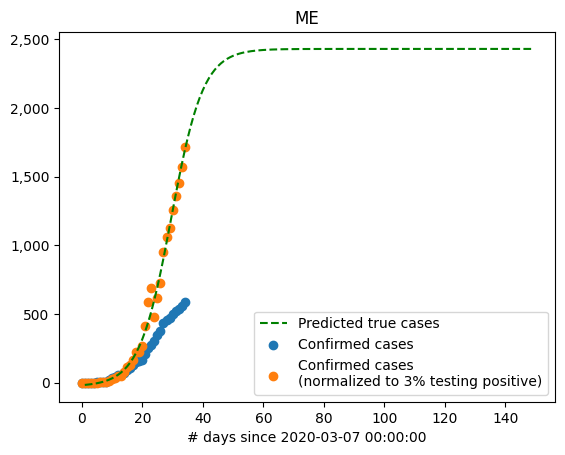 ME
2,500
2,000
1,500
1,000
500
0
Predicted true cases
Confirmed cases
Confirmed cases
(normalized to 3% testing positive)
0 20 40 60 80 100 120 140
# days since 2020-03-07 00:00:00